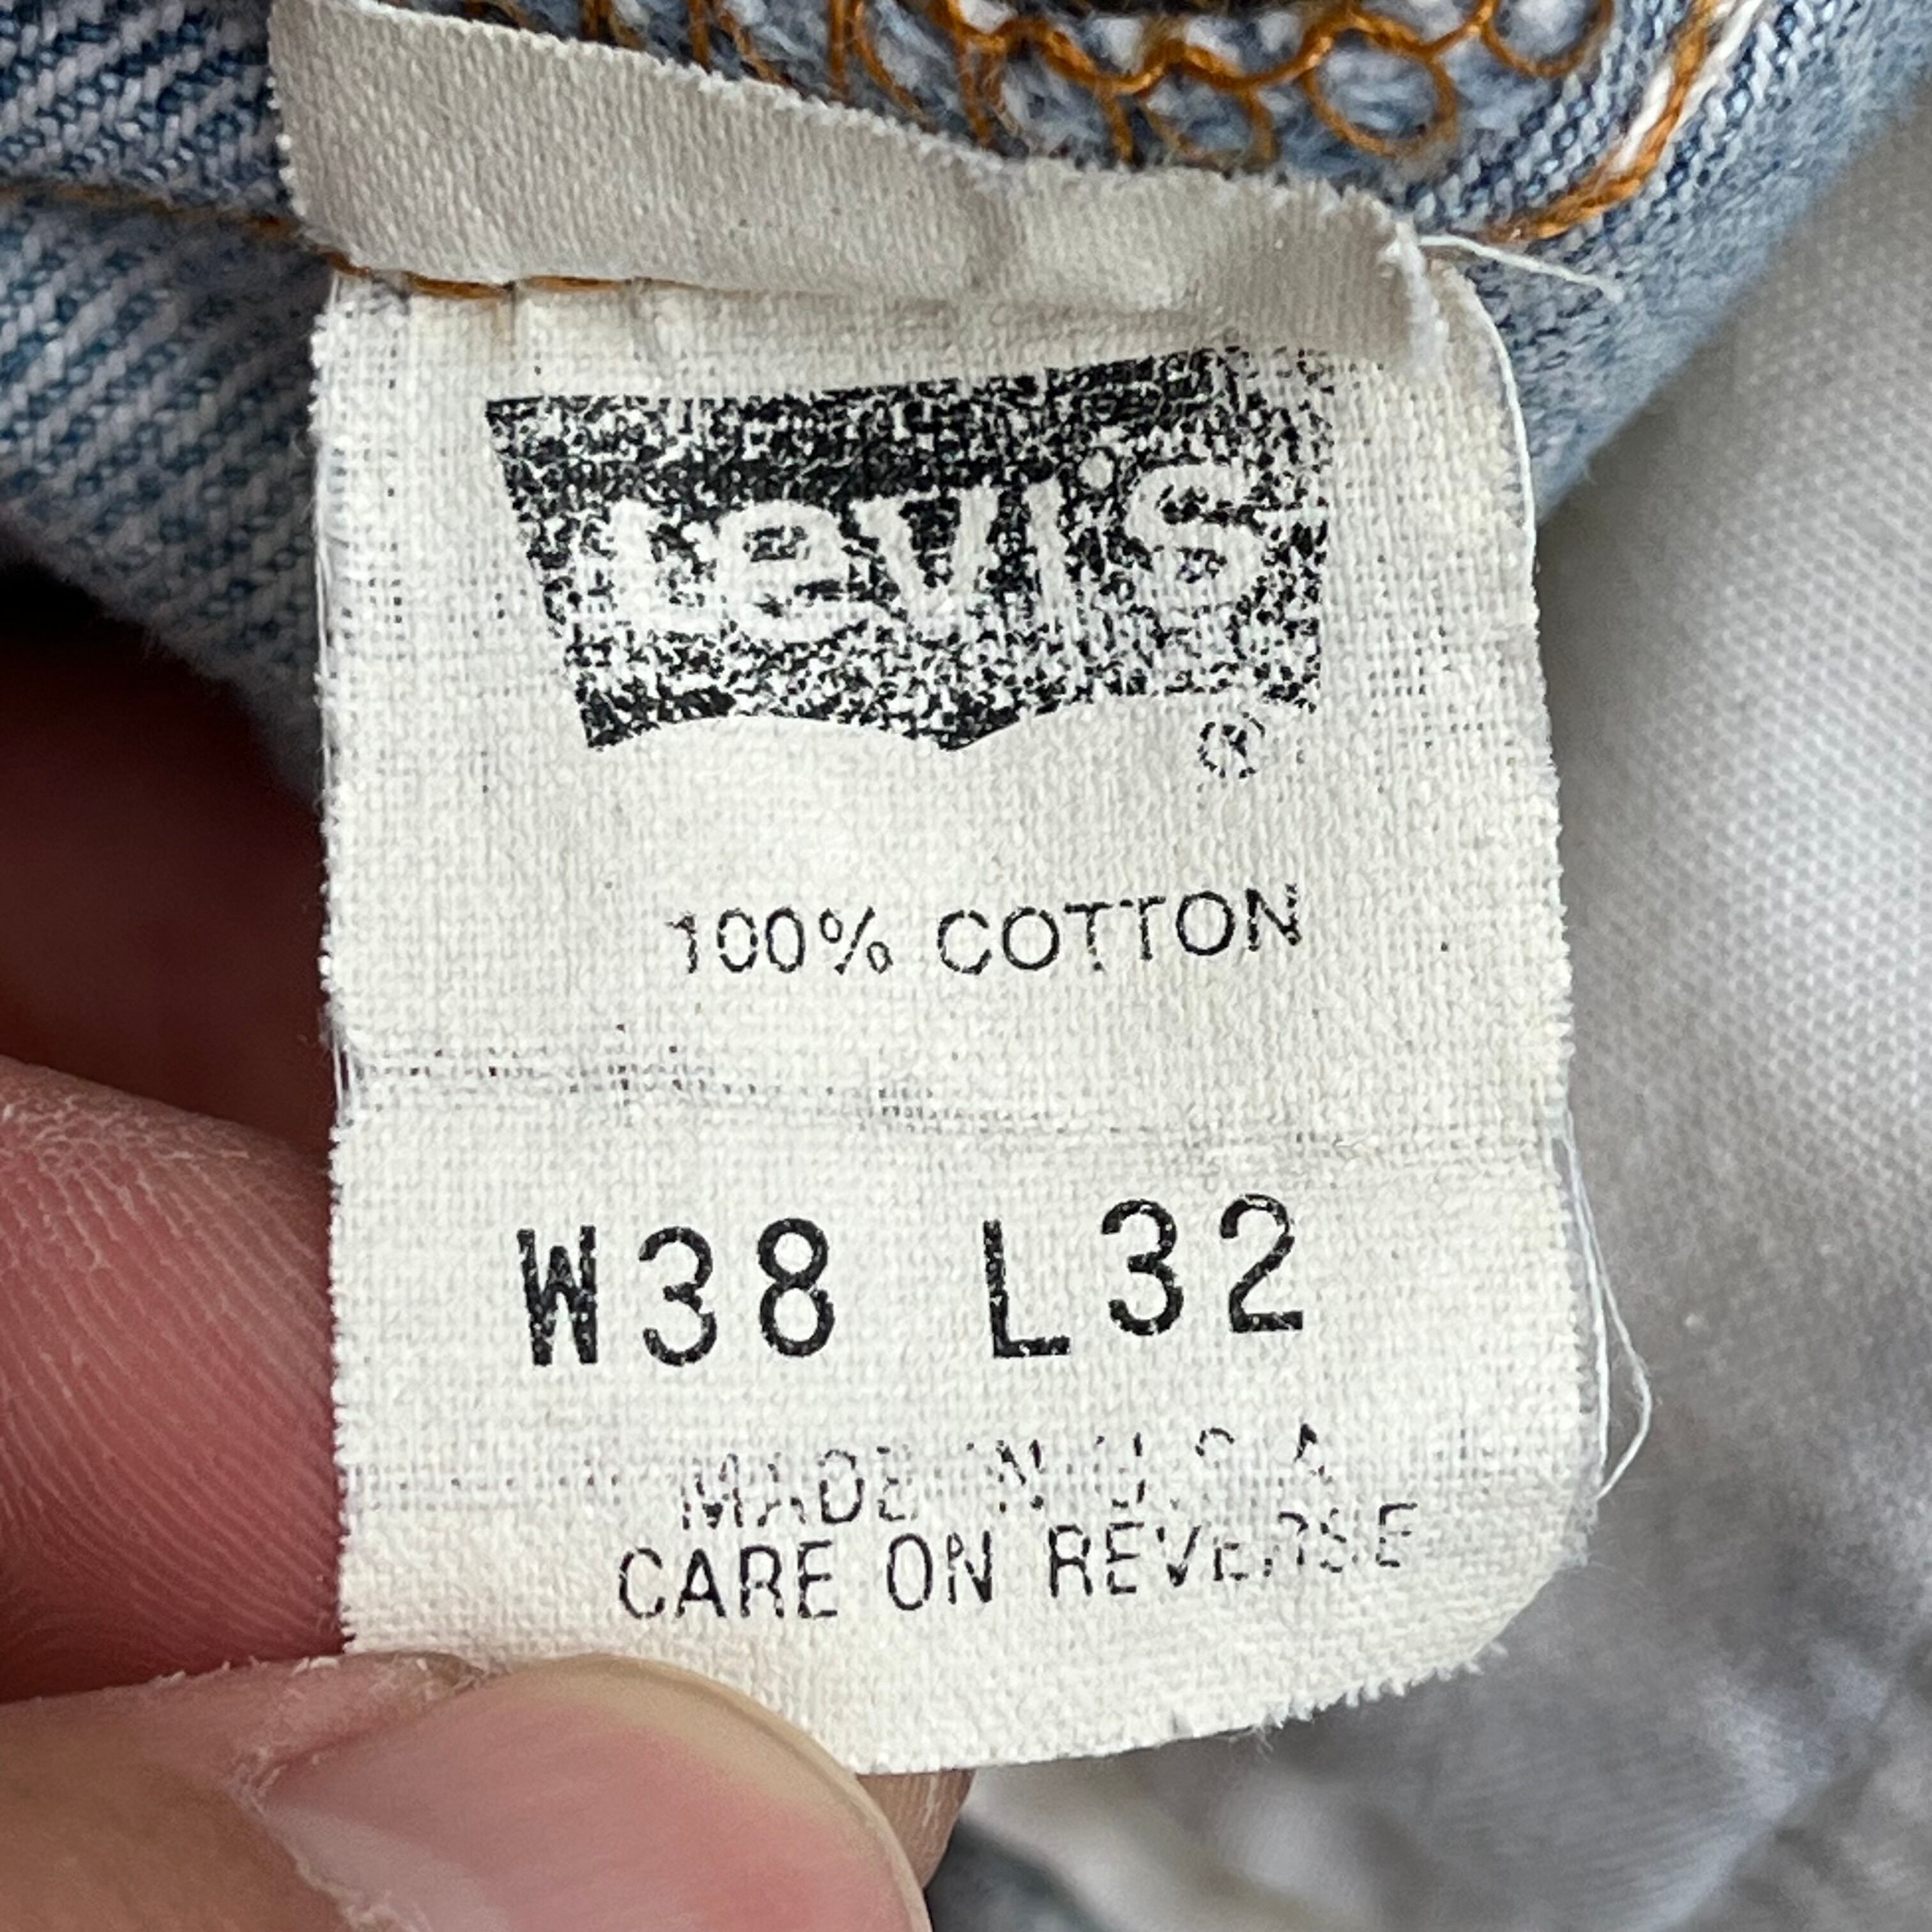 Levi's
®
100% COTTON
W38 L32
MADE IN U.S.A
CARE ON REVERSE